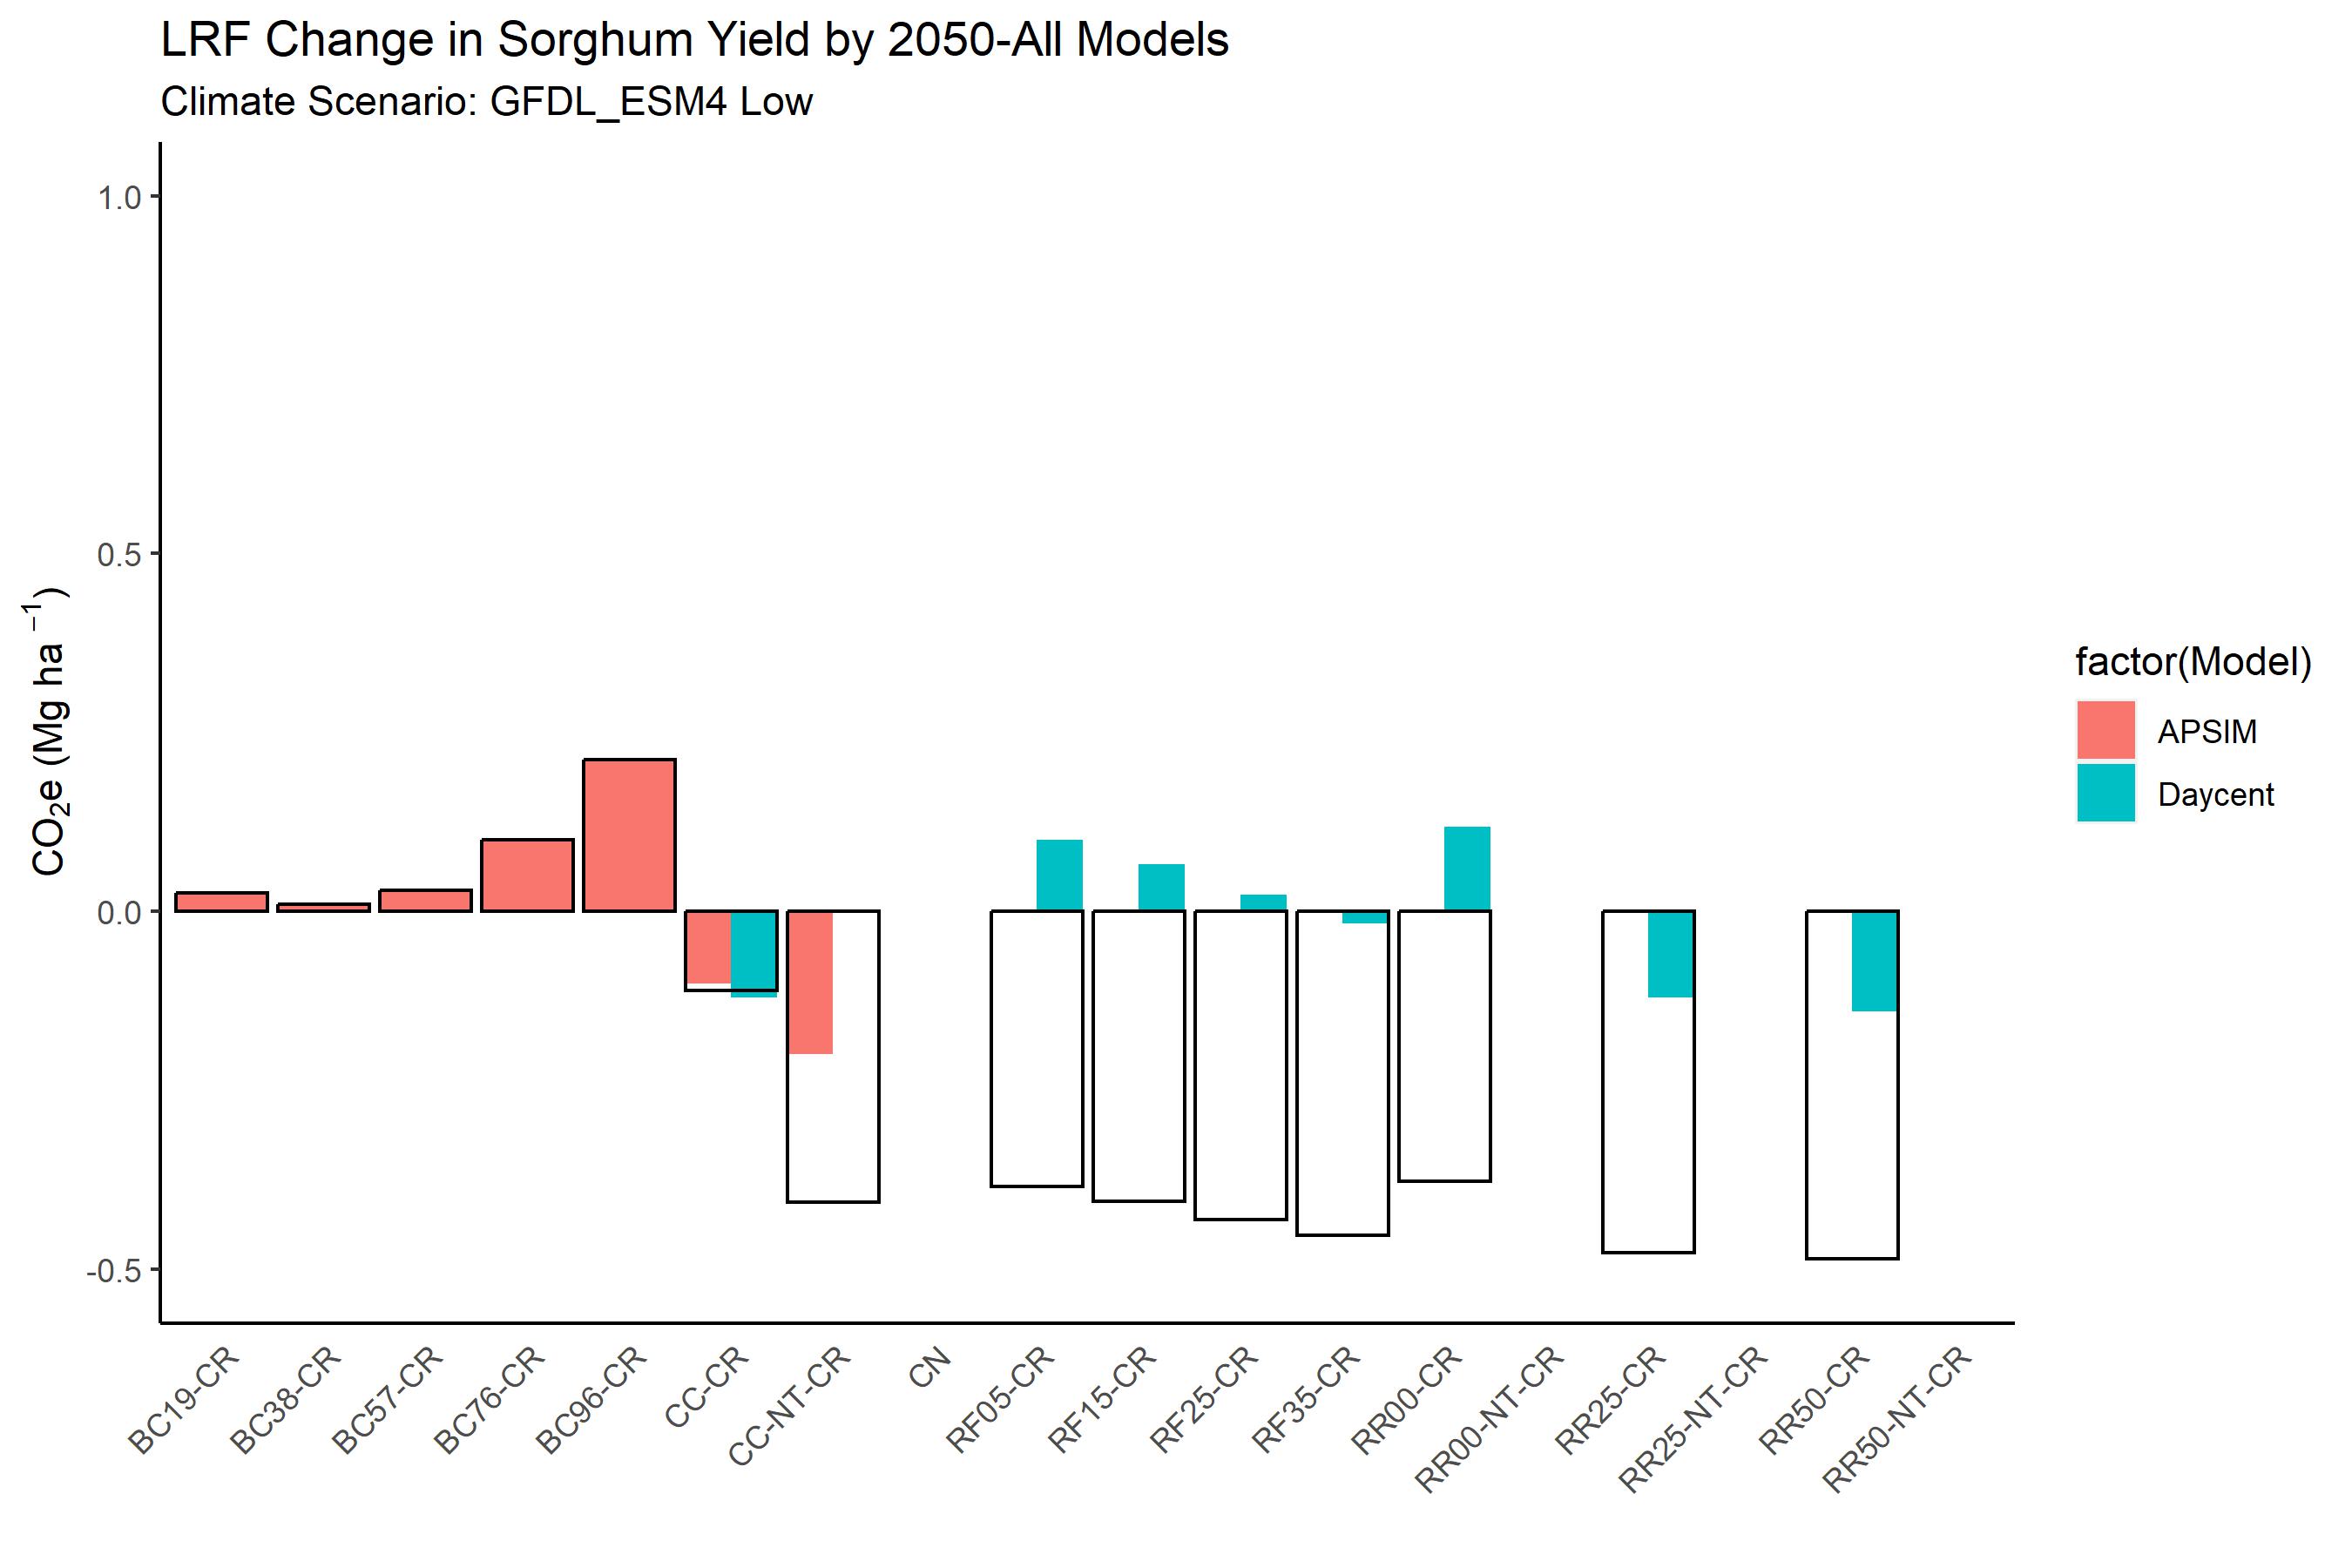 LRF Change in Sorghum Yield by 2050-All Models
Climate Scenario: GFDL_ESM4 Low
1.0
0.5
0.0
-0.5
CO₂e (Mg ha ⁻¹)
BC19-CR
BC38-CR
BC57-CR
BC76-CR
BC96-CR
CC-CR
CC-NT-CR
CN
RF05-CR
RF15-CR
RF25-CR
RF35-CR
RR00-CR
RR00-NT-CR
RR25-CR
RR25-NT-CR
RR50-CR
RR50-NT-CR
factor(Model)
APSIM
Daycent